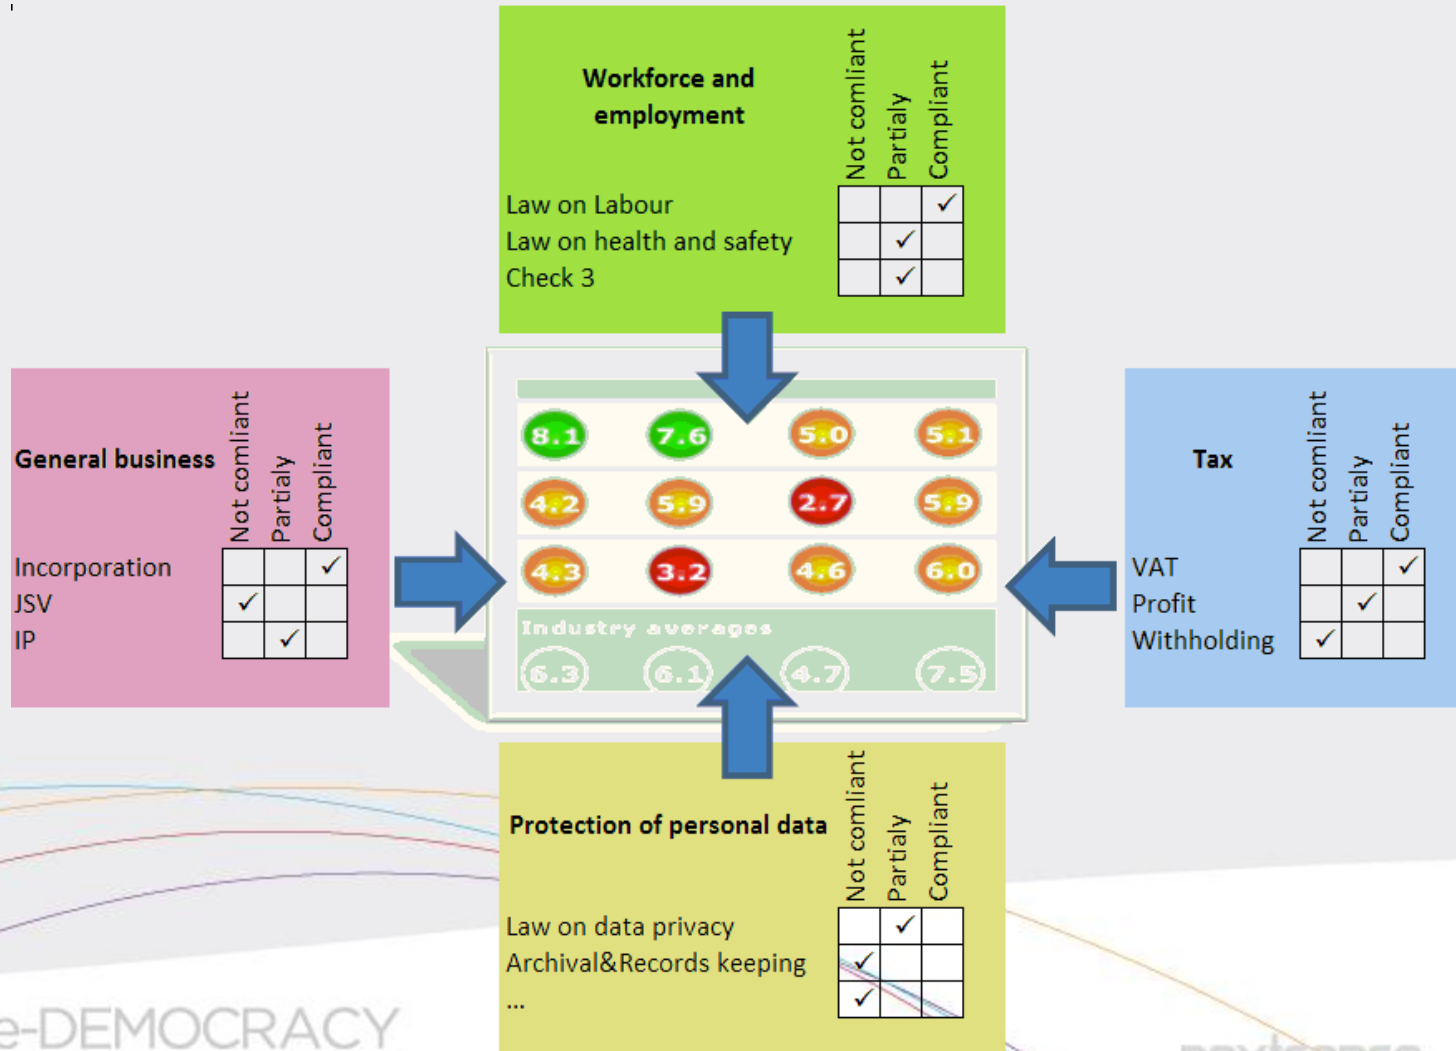 Workforce and
employment
Not comliant
Partialy
Compliant
Law on Labour ✓
Law on health and safety ✓
Check 3 ✓
General business
Not comliant
Partialy
Compliant
Incorporation ✓
JSV ✓
IP ✓
8.1 7.6 5.0 5.1
4.2 5.9 2.7 5.9
4.3 3.2 4.6 6.0
Industry averages
6.3 6.1 4.7 7.5
Tax
Not comliant
Partialy
Compliant
VAT ✓
Profit ✓
Withholding ✓
Protection of personal data
Not comliant
Partialy
Compliant
Law on data privacy ✓
Archival&Records keeping ✓
... ✓
e-DEMOCRACY